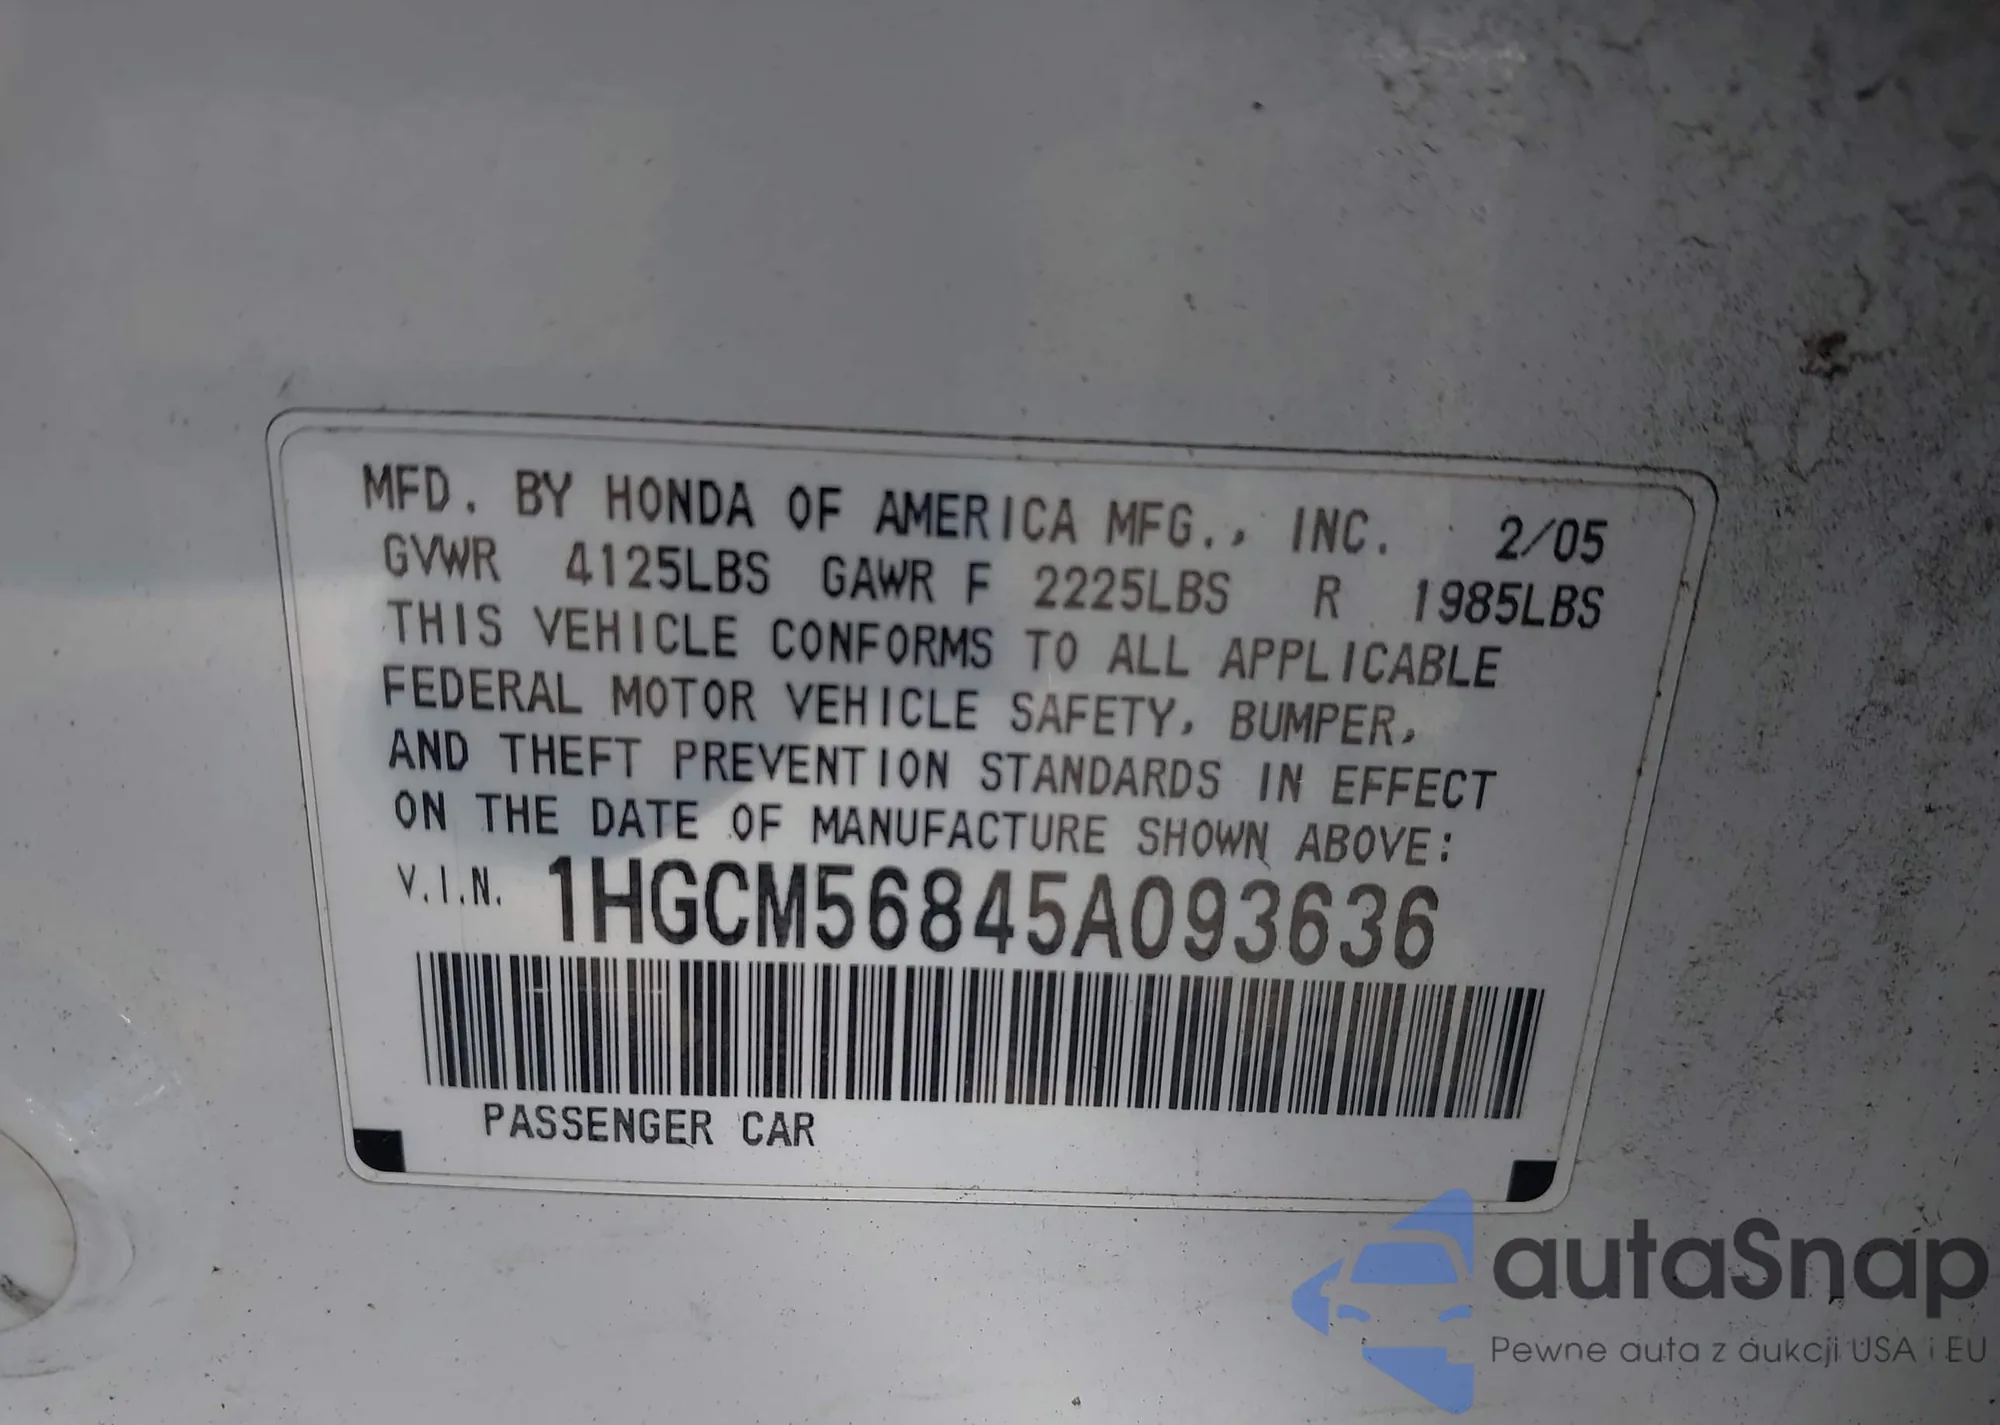 MFD. BY HONDA OF AMERICA MFG., INC. 2/05
GVWR 4125LBS GAWR F 2225LBS R 1985LBS
THIS VEHICLE CONFORMS TO ALL APPLICABLE
FEDERAL MOTOR VEHICLE SAFETY, BUMPER,
AND THEFT PREVENTION STANDARDS IN EFFECT
ON THE DATE OF MANUFACTURE SHOWN ABOVE:
V.I.N. 1HGCM56845A093636
PASSENGER CAR
autaSnap
Pewne auta z aukcji USA i EU